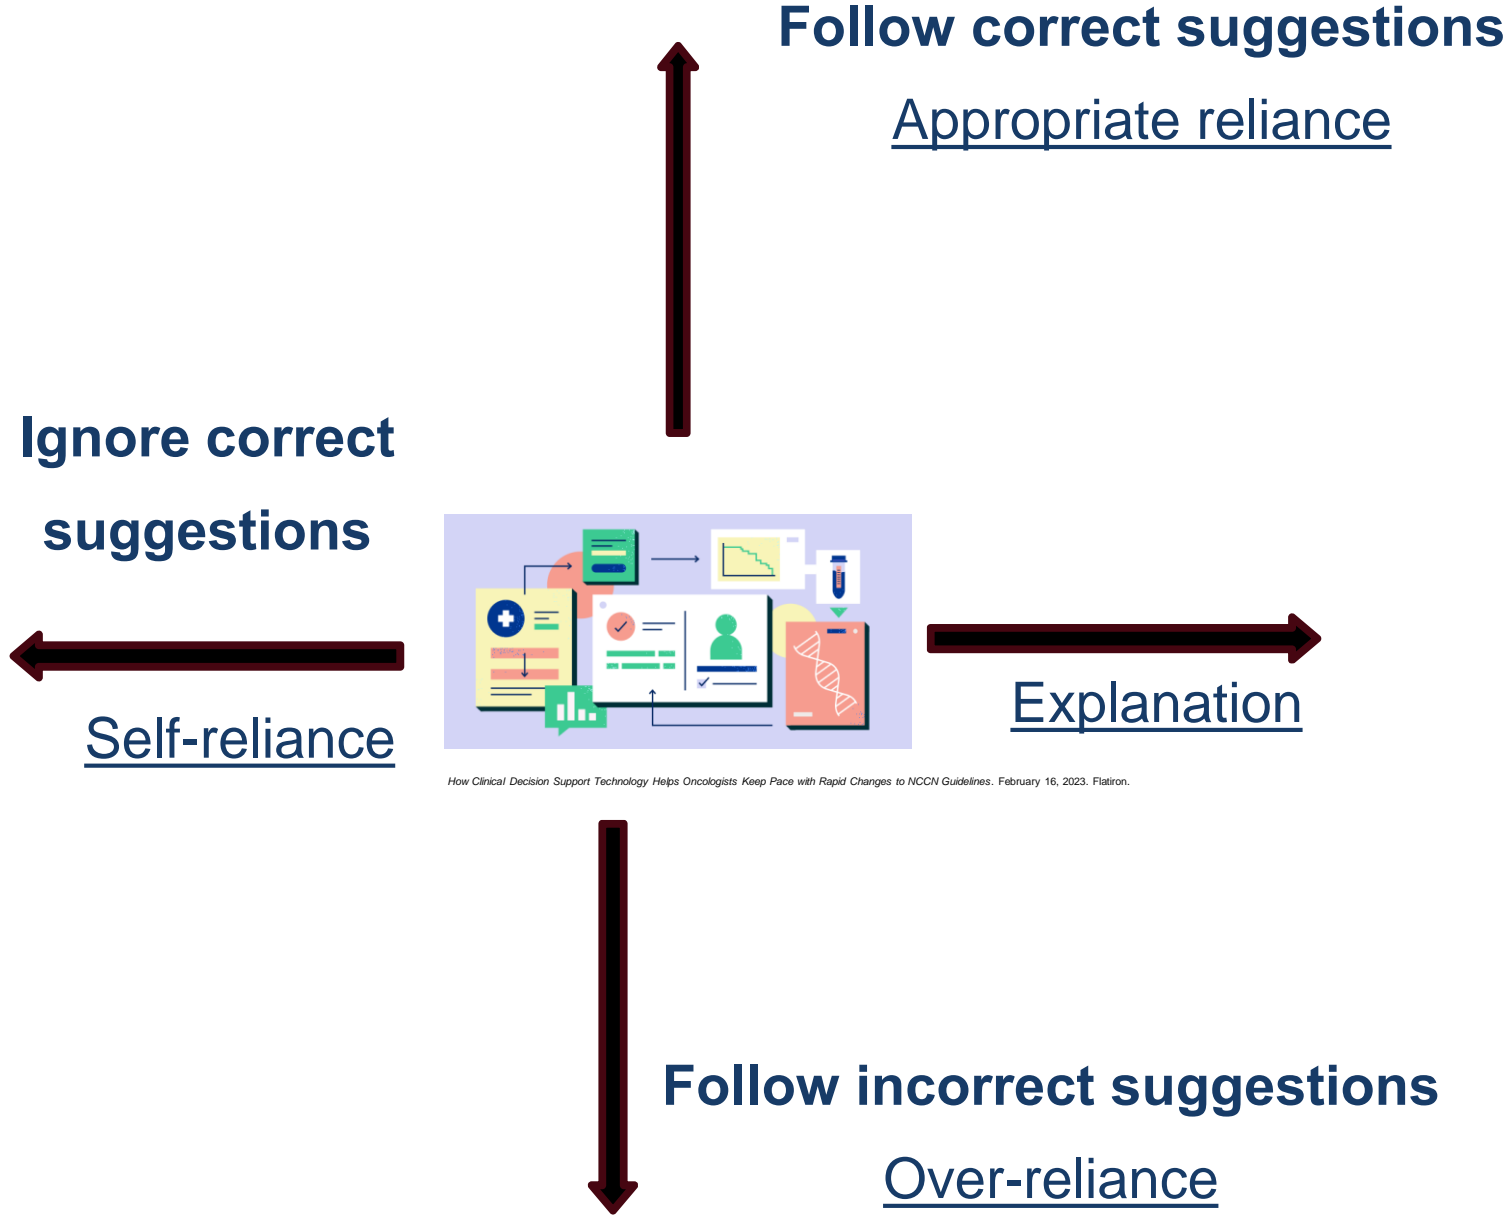 Follow correct suggestions
Appropriate reliance
Ignore correct
suggestions
Self-reliance
Explanation
How Clinical Decision Support Technology Helps Oncologists Keep Pace with Rapid Changes to NCCN Guidelines. February 16, 2023. Flatiron.
Follow incorrect suggestions
Over-reliance